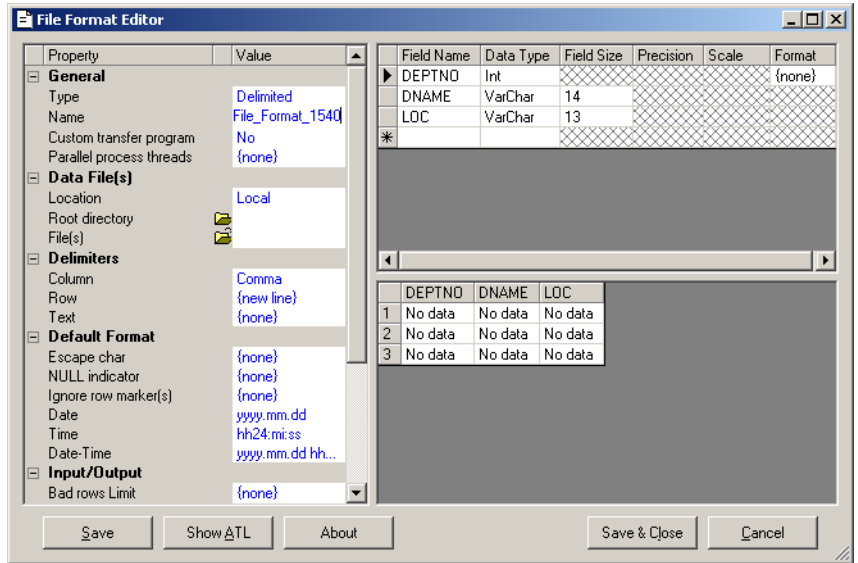 File Format Editor
Property Value
General
Type Delimited
Name File_Format_1540
Custom transfer program No
Parallel process threads {none}
Data File(s)
Location Local
Root directory
File(s)
Delimiters
Column Comma
Row {new line}
Text {none}
Default Format
Escape char {none}
NULL indicator {none}
Ignore row marker(s) {none}
Date yyyy.mm.dd
Time hh24:mi:ss
Date-Time yyyy.mm.dd hh...
Input/Output
Bad rows Limit {none}
Field Name Data Type Field Size Precision Scale Format
DEPTNO Int {none}
DNAME VarChar 14
LOC VarChar 13
DEPTNO DNAME LOC
1 No data No data No data
2 No data No data No data
3 No data No data No data
Save Show ATL About Save & Close Cancel